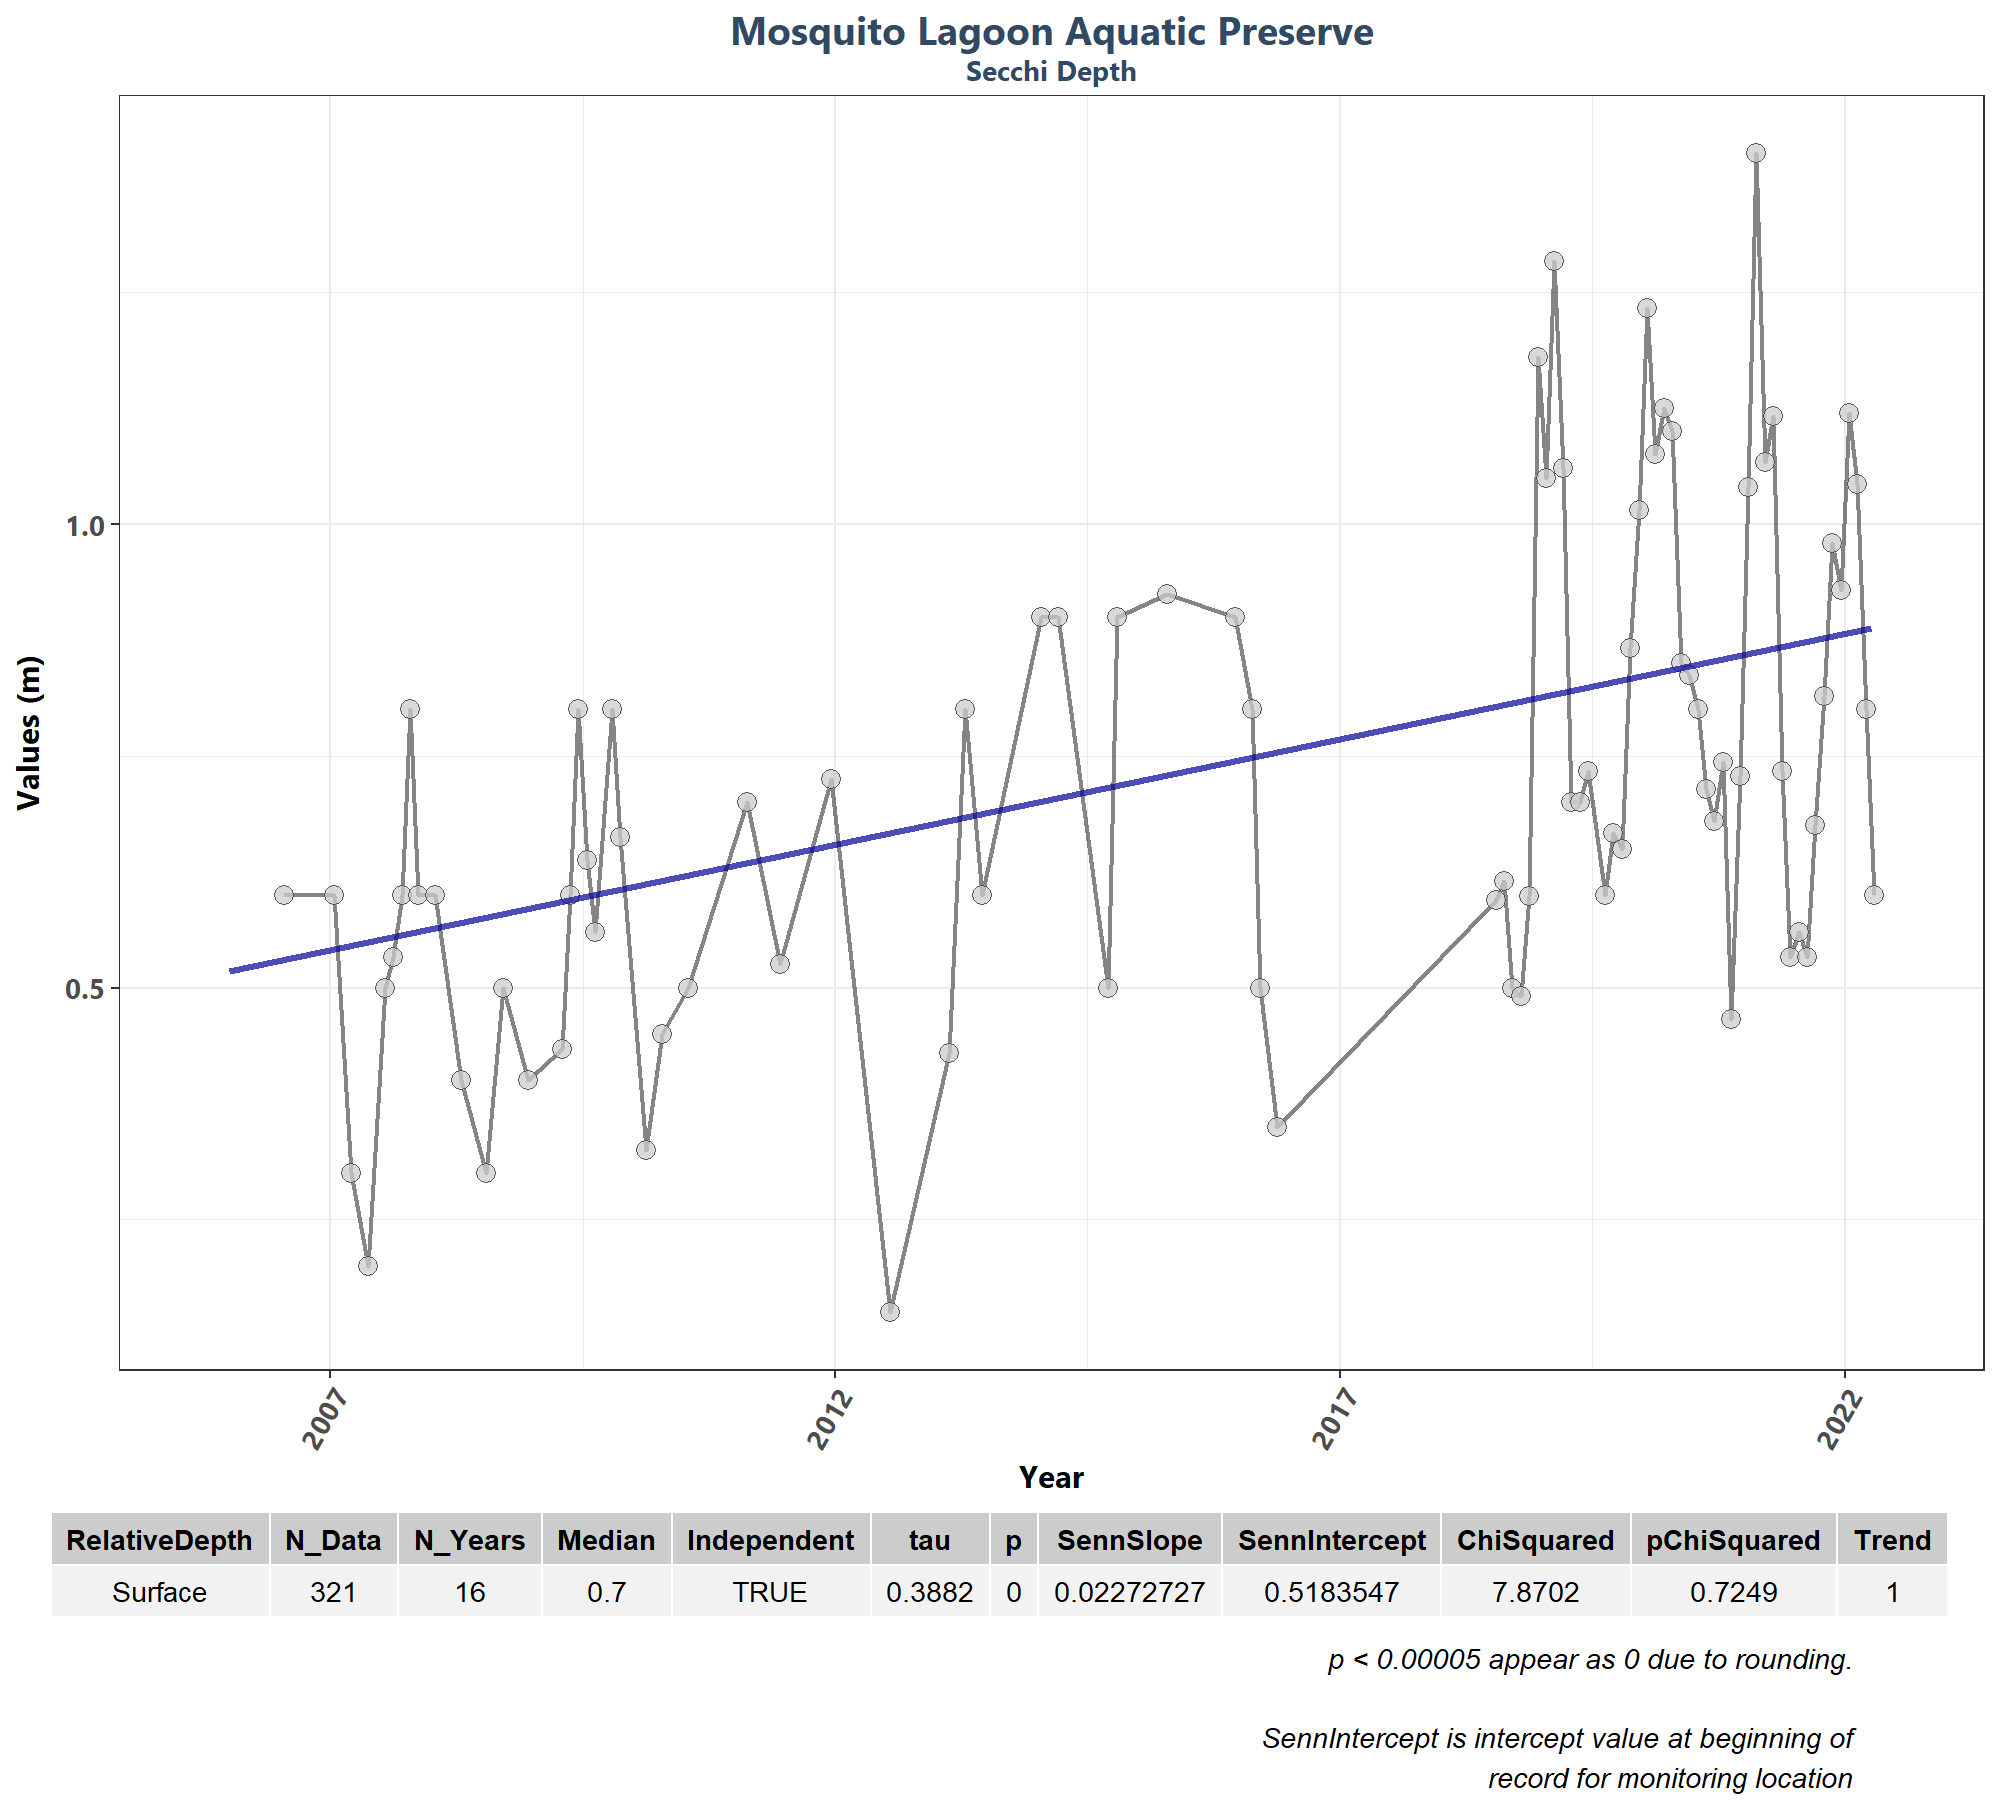 Mosquito Lagoon Aquatic Preserve
Secchi Depth
Values (m)
1.0
0.5
2007 2012 2017 2022
Year
RelativeDepth N_Data N_Years Median Independent tau p SennSlope SennIntercept ChiSquared pChiSquared Trend
Surface 321 16 0.7 TRUE 0.3882 0 0.02272727 0.5183547 7.8702 0.7249 1
p < 0.00005 appear as 0 due to rounding.
SennIntercept is intercept value at beginning of
record for monitoring location